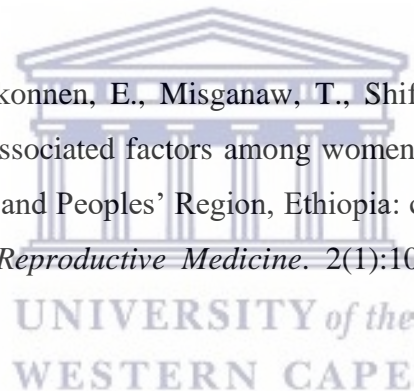 konnen, E., Misganaw, T., Shif
ssociated factors among women
and Peoples’ Region, Ethiopia: c
Reproductive Medicine. 2(1):10
UNIVERSITY of the
WESTERN CAPE